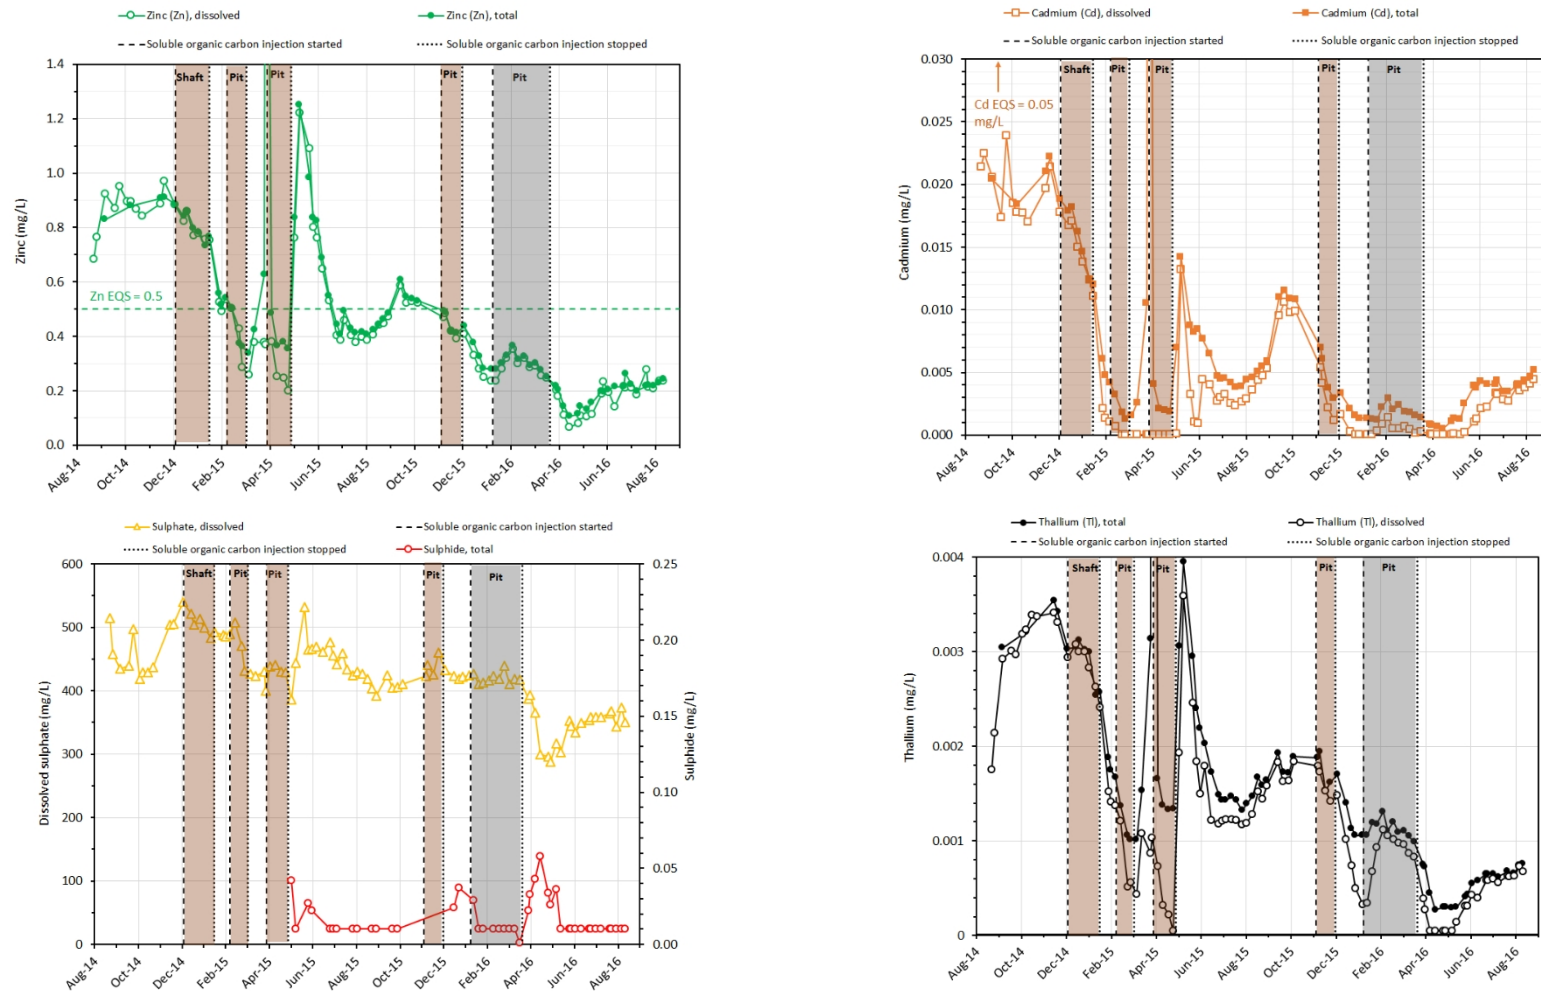 Zinc (Zn), dissolved
Zinc (Zn), total
Soluble organic carbon injection started
Soluble organic carbon injection stopped
1.4
1.2
1.0
0.8
0.6
0.4
0.2
0.0
Zinc (mg/L)
Shaft
Pit
Pit
Pit
Pit
Zn EQS = 0.5
Aug-14
Oct-14
Dec-14
Feb-15
Apr-15
Jun-15
Aug-15
Oct-15
Dec-15
Feb-16
Apr-16
Jun-16
Aug-16
Cadmium (Cd), dissolved
Cadmium (Cd), total
Soluble organic carbon injection started
Soluble organic carbon injection stopped
0.030
0.025
0.020
0.015
0.010
0.005
0.000
Cadmium (mg/L)
Shaft
Pit
Pit
Pit
Pit
Cd EQS = 0.05
mg/L
Aug-14
Oct-14
Dec-14
Feb-15
Apr-15
Jun-15
Aug-15
Oct-15
Dec-15
Feb-16
Apr-16
Jun-16
Aug-16
Sulphate, dissolved
Soluble organic carbon injection started
Soluble organic carbon injection stopped
Sulphide, total
600
500
400
300
200
100
0
Dissolved sulphate (mg/L)
Shaft
Pit
Pit
Pit
Pit
0.25
0.20
0.15
0.10
0.05
0.00
Sulphide (mg/L)
Aug-14
Oct-14
Dec-14
Feb-15
Apr-15
Jun-15
Aug-15
Oct-15
Dec-15
Feb-16
Apr-16
Jun-16
Aug-16
Thallium (Tl), total
Thallium (Tl), dissolved
Soluble organic carbon injection started
Soluble organic carbon injection stopped
0.004
0.003
0.002
0.001
0
Thallium (mg/L)
Shaft
Pit
Pit
Pit
Pit
Aug-14
Oct-14
Dec-14
Feb-15
Apr-15
Jun-15
Aug-15
Oct-15
Dec-15
Feb-16
Apr-16
Jun-16
Aug-16